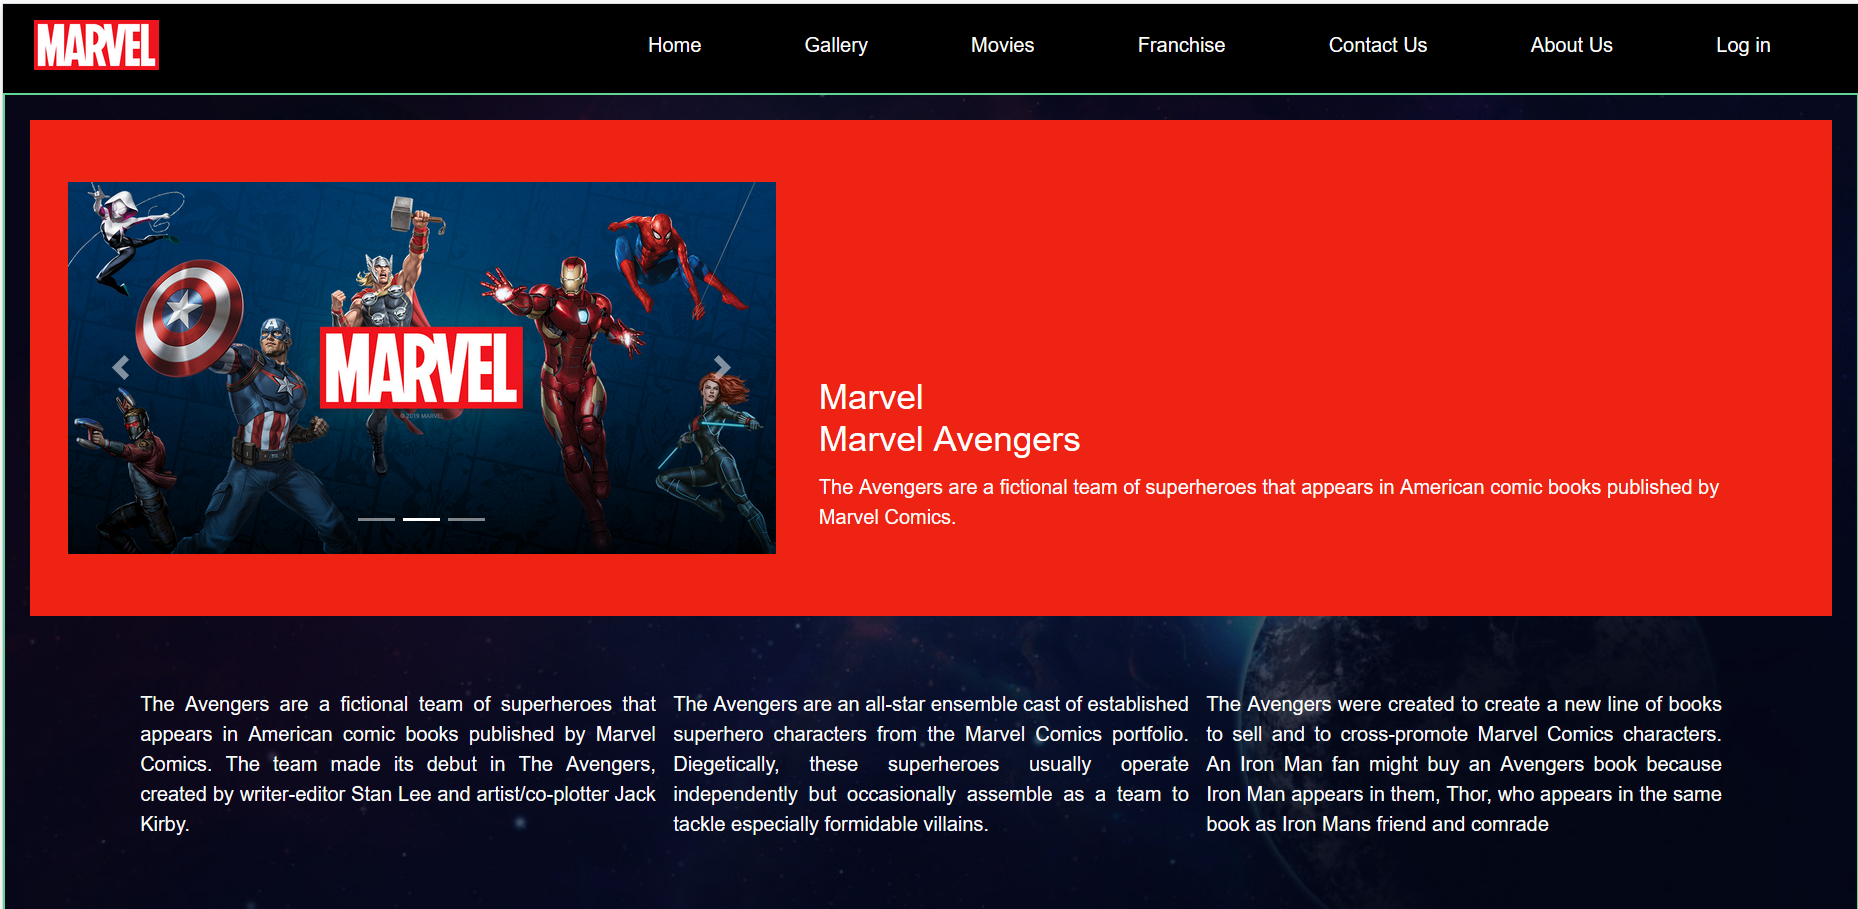 MARVEL
Home
Gallery
Movies
Franchise
Contact Us
About Us
Log in
A
MARVEL
© 2019 MARVEL
Marvel
Marvel Avengers
The Avengers are a fictional team of superheroes that appears in American comic books published by
Marvel Comics.
The Avengers are a fictional team of superheroes that
appears in American comic books published by Marvel
Comics. The team made its debut in The Avengers,
created by writer-editor Stan Lee and artist/co-plotter Jack
Kirby.
The Avengers are an all-star ensemble cast of established
superhero characters from the Marvel Comics portfolio.
Diegetically, these superheroes usually operate
independently but occasionally assemble as a team to
tackle especially formidable villains.
The Avengers were created to create a new line of books
to sell and to cross-promote Marvel Comics characters.
An Iron Man fan might buy an Avengers book because
Iron Man appears in them, Thor, who appears in the same
book as Iron Mans friend and comrade